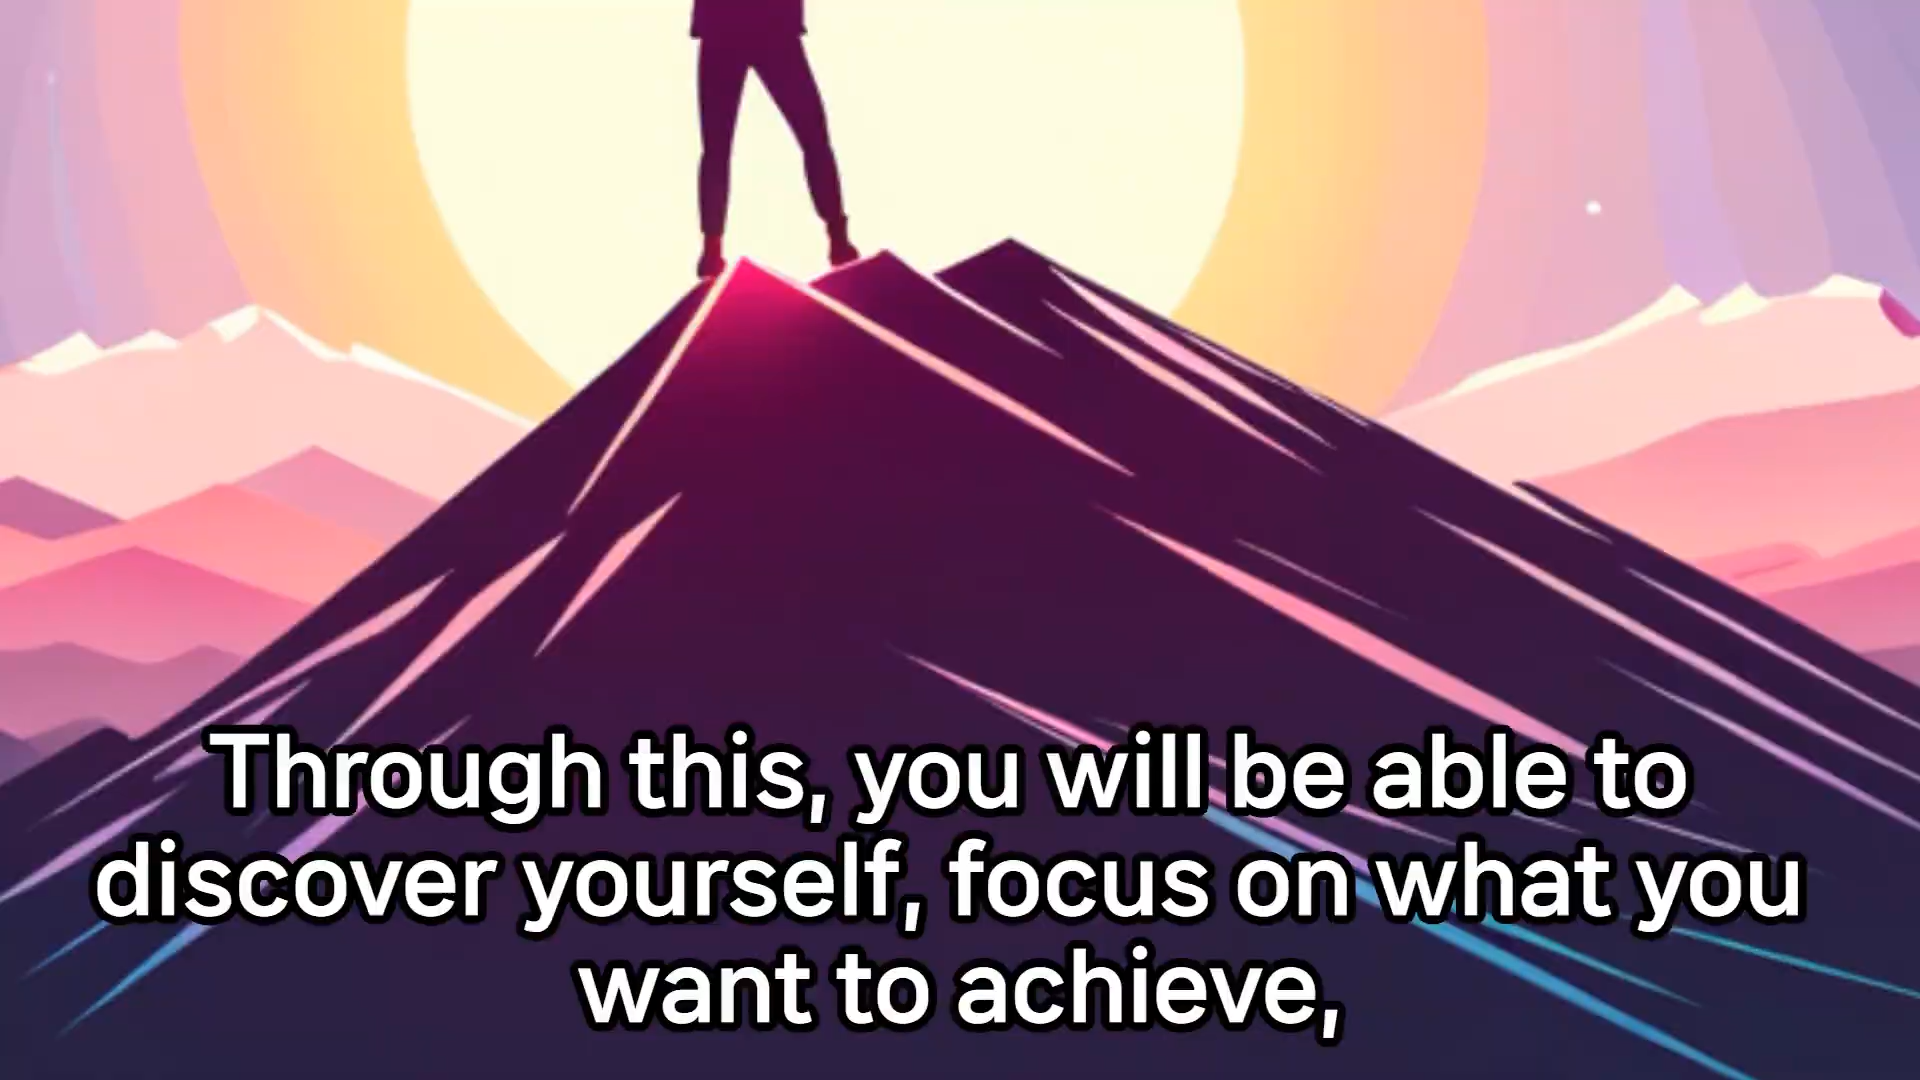 Through this, you will be able to
discover yourself, focus on what you
want to achieve,